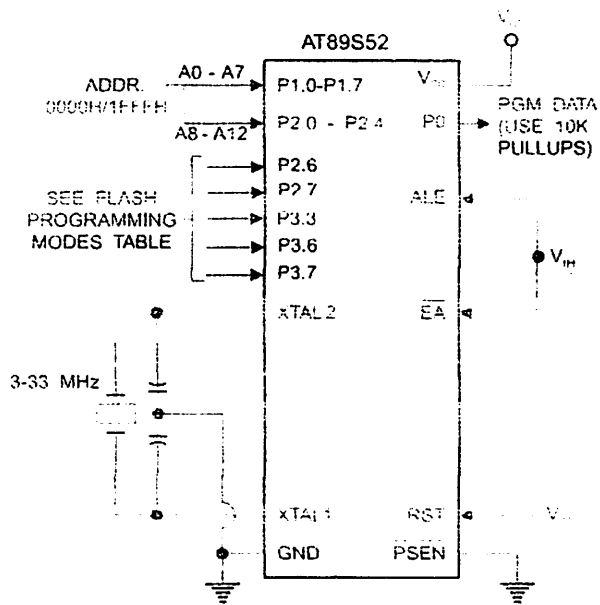 AT89S52
ADDR.
0000H/1FFFH
A0 - A7
A8 - A12
P1.0-P1.7
P2.0 - P2.4
P2.6
P2.7
P3.3
P3.6
P3.7
SEE FLASH
PROGRAMMING
MODES TABLE
XTAL2
3-33 MHz
XTAL1
GND
P0
PGM DATA
(USE 10K
PULLUPS)
ALE
VIH
EA
RST
PSEN